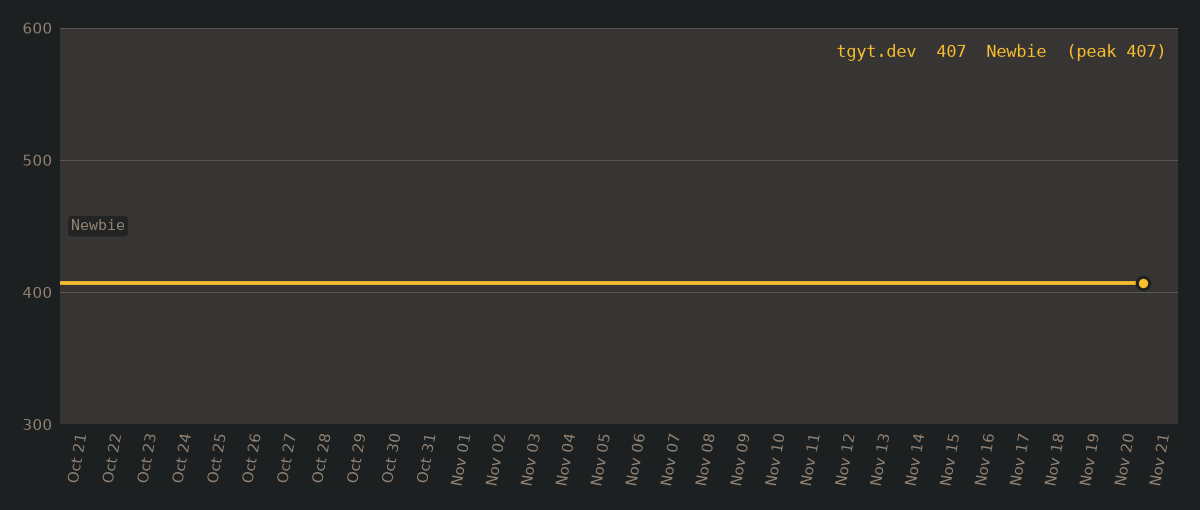 600
tgyt.dev 407 Newbie (peak 407)
500
Newbie
400
300
Oct 21
Oct 22
Oct 23
Oct 24
Oct 25
Oct 26
Oct 27
Oct 28
Oct 29
Oct 30
Oct 31
Nov 01
Nov 02
Nov 03
Nov 04
Nov 05
Nov 06
Nov 07
Nov 08
Nov 09
Nov 10
Nov 11
Nov 12
Nov 13
Nov 14
Nov 15
Nov 16
Nov 17
Nov 18
Nov 19
Nov 20
Nov 21